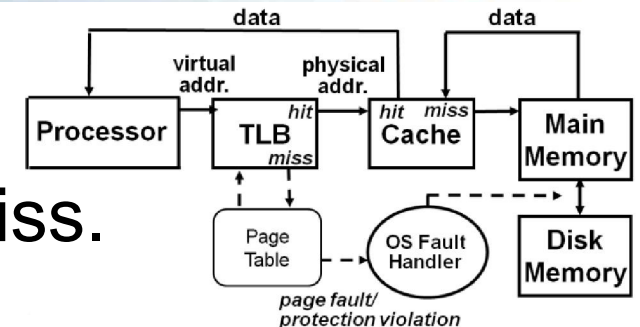 data
data
virtual
addr.
physical
addr.
Processor
hit
TLB
miss
hit miss
Cache
Main
Memory
iss.
Page
Table
OS Fault
Handler
Disk
Memory
page fault/
protection violation